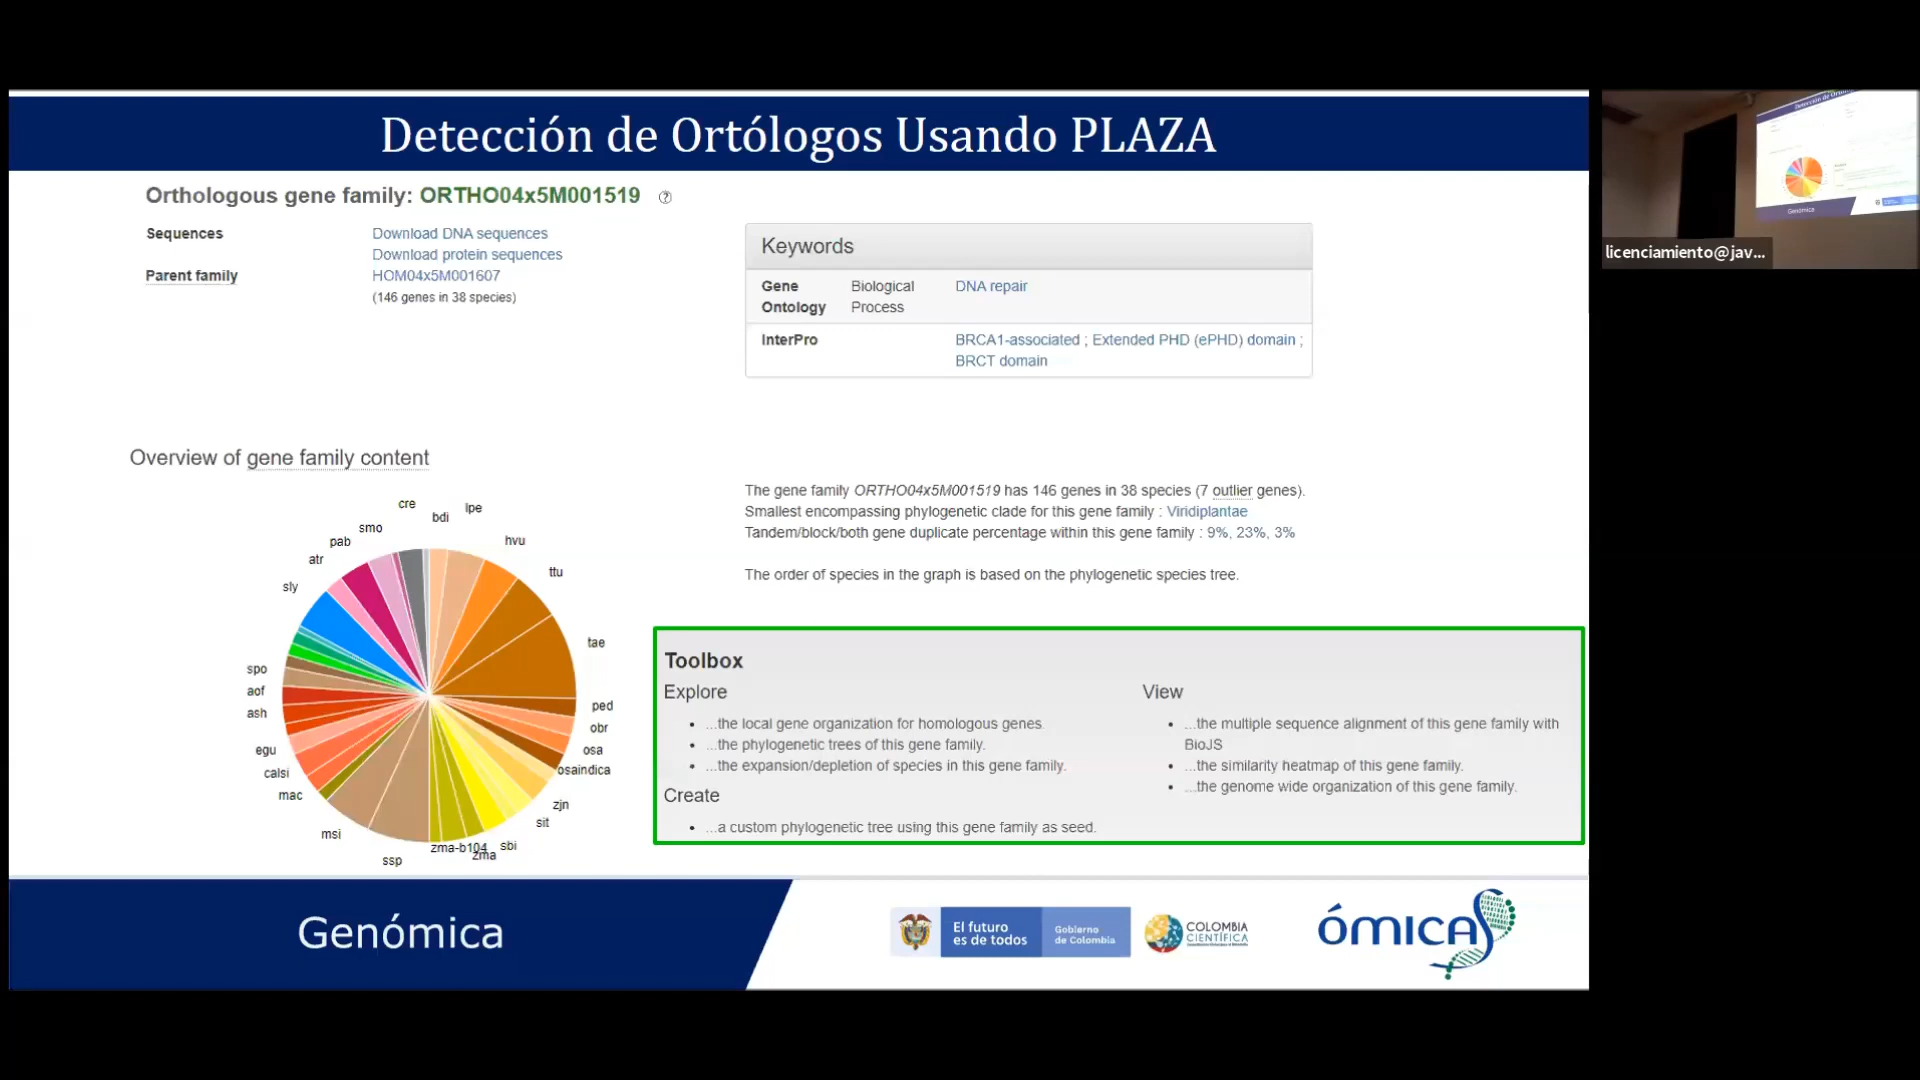 Detección de Ortólogos Usando PLAZA
Orthologous gene family: ORTHO04x5M001519 ?
Sequences
Download DNA sequences
Download protein sequences
Parent family
HOM04x5M001607
(146 genes in 38 species)
Keywords
Gene Ontology
Biological Process
DNA repair
InterPro
BRCA1-associated ; Extended PHD (ePHD) domain ;
BRCT domain
Overview of gene family content
cre
bdi
lpe
smo
hvu
pab
atr
ttu
sly
tae
spo
aof
ash
ped
obr
egu
osa
calsi
osaindica
mac
zjn
msi
sit
ssp
zma-b104
zma
sbi
The gene family ORTHO04x5M001519 has 146 genes in 38 species (7 outlier genes).
Smallest encompassing phylogenetic clade for this gene family : Viridiplantae
Tandem/block/both gene duplicate percentage within this gene family : 9%, 23%, 3%
The order of species in the graph is based on the phylogenetic species tree.
Toolbox
Explore
...the local gene organization for homologous genes.
...the phylogenetic trees of this gene family.
...the expansion/depletion of species in this gene family.
Create
...a custom phylogenetic tree using this gene family as seed.
View
...the multiple sequence alignment of this gene family with
BioJS
...the similarity heatmap of this gene family.
...the genome wide organization of this gene family.
Genómica
El futuro
es de todos
Gobierno
de Colombia
COLOMBIA
CIENTÍFICA
ÓMICAS
licenciamiento@jav...
Genómica